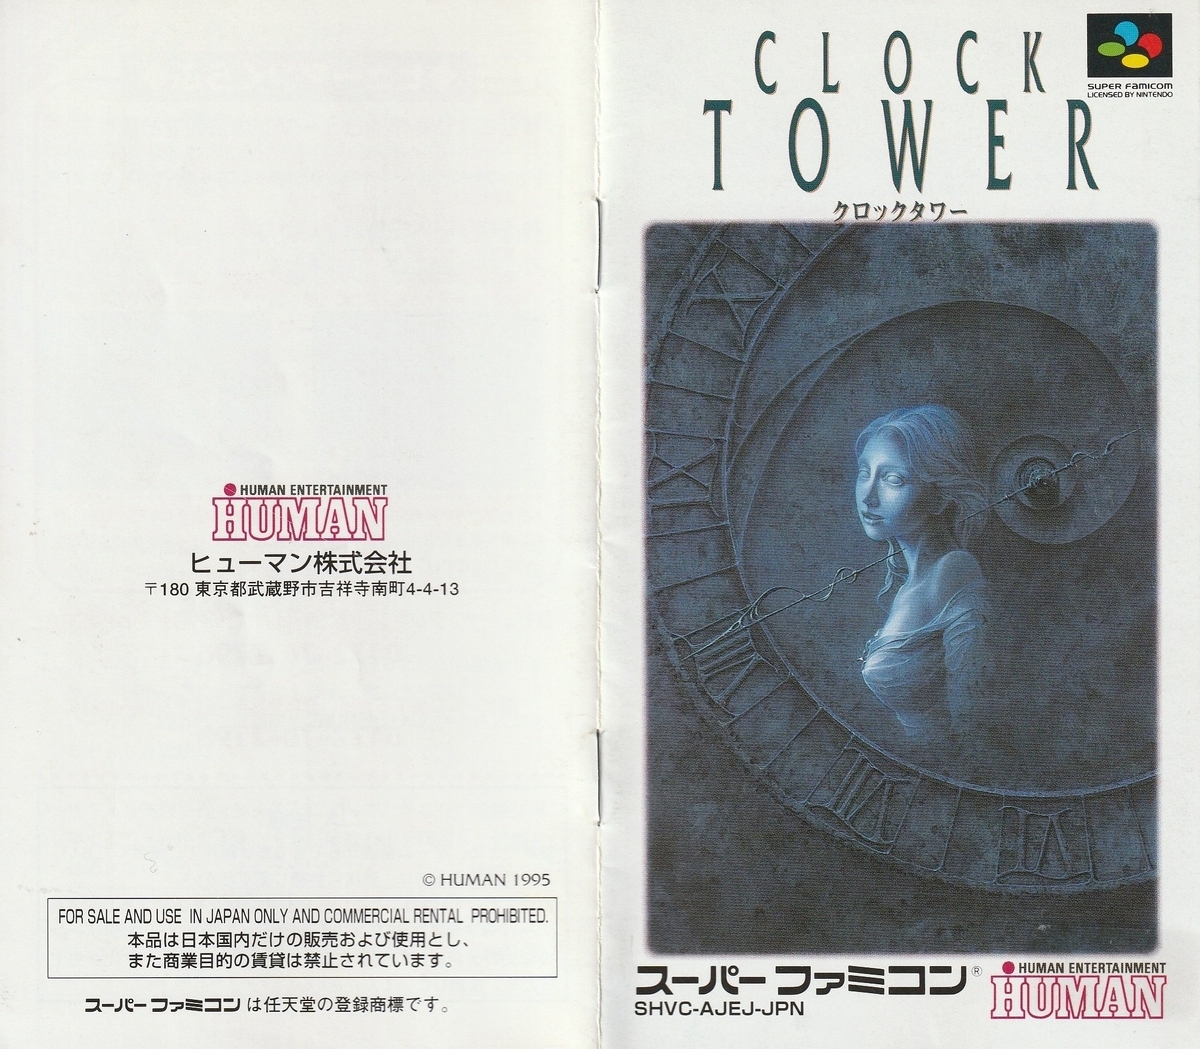 HUMAN ENTERTAINMENT
HUMAN
ヒューマン株式会社
〒180 東京都武蔵野市吉祥寺南町4-4-13
© HUMAN 1995
FOR SALE AND USE IN JAPAN ONLY AND COMMERCIAL RENTAL PROHIBITED.
本品は日本国内だけの販売および使用とし、
また商業目的の賃貸は禁止されています。
スーパーファミコン は任天堂の登録商標です。
CLOCK
TOWER
クロックタワー
SUPER FAMICOM
LICENSED BY NINTENDO
スーパーファミコン®
SHVC-AJEJ-JPN
HUMAN ENTERTAINMENT
HUMAN